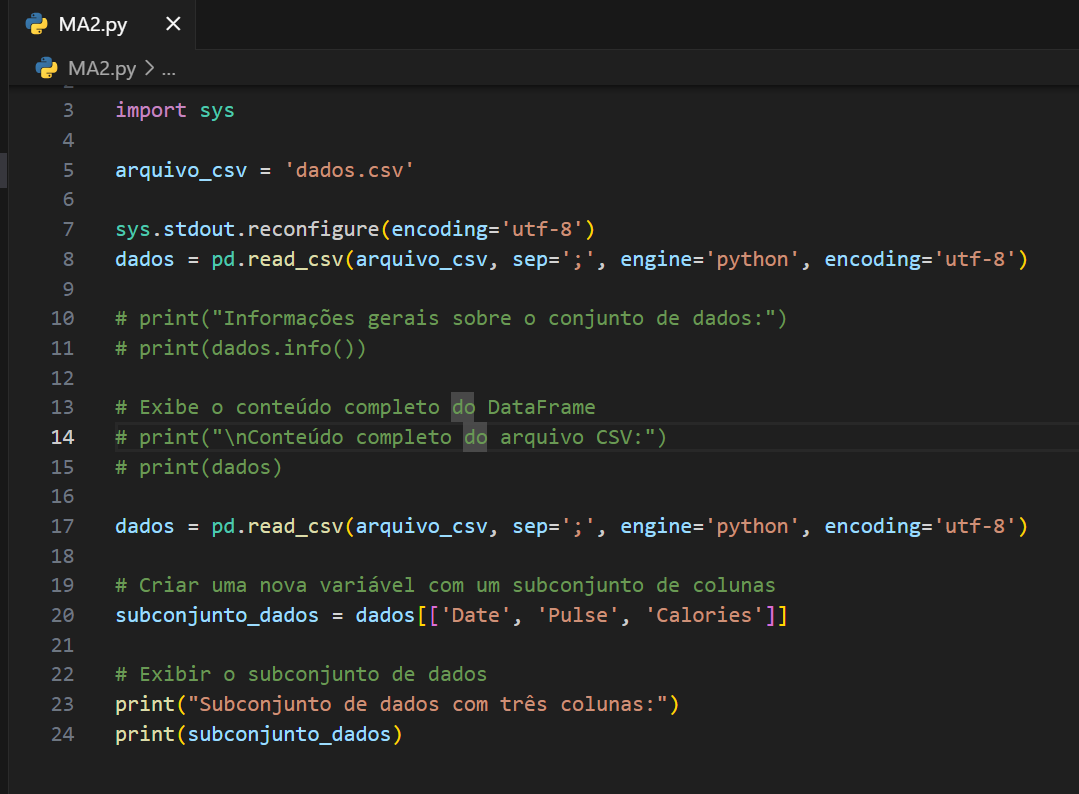 MA2.py
MA2.py > ...
3 import sys
4
5 arquivo_csv = 'dados.csv'
6
7 sys.stdout.reconfigure(encoding='utf-8')
8 dados = pd.read_csv(arquivo_csv, sep=';', engine='python', encoding='utf-8')
9
10 # print("Informações gerais sobre o conjunto de dados:")
11 # print(dados.info())
12
13 # Exibe o conteúdo completo do DataFrame
14 # print("\nConteúdo completo do arquivo CSV:")
15 # print(dados)
16
17 dados = pd.read_csv(arquivo_csv, sep=';', engine='python', encoding='utf-8')
18
19 # Criar uma nova variável com um subconjunto de colunas
20 subconjunto_dados = dados[['Date', 'Pulse', 'Calories']]
21
22 # Exibir o subconjunto de dados
23 print("Subconjunto de dados com três colunas:")
24 print(subconjunto_dados)